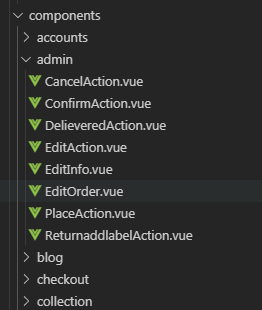 components
accounts
admin
CancelAction.vue
ConfirmAction.vue
DelieveredAction.vue
EditAction.vue
EditInfo.vue
EditOrder.vue
PlaceAction.vue
ReturnaddlabelAction.vue
blog
checkout
collection